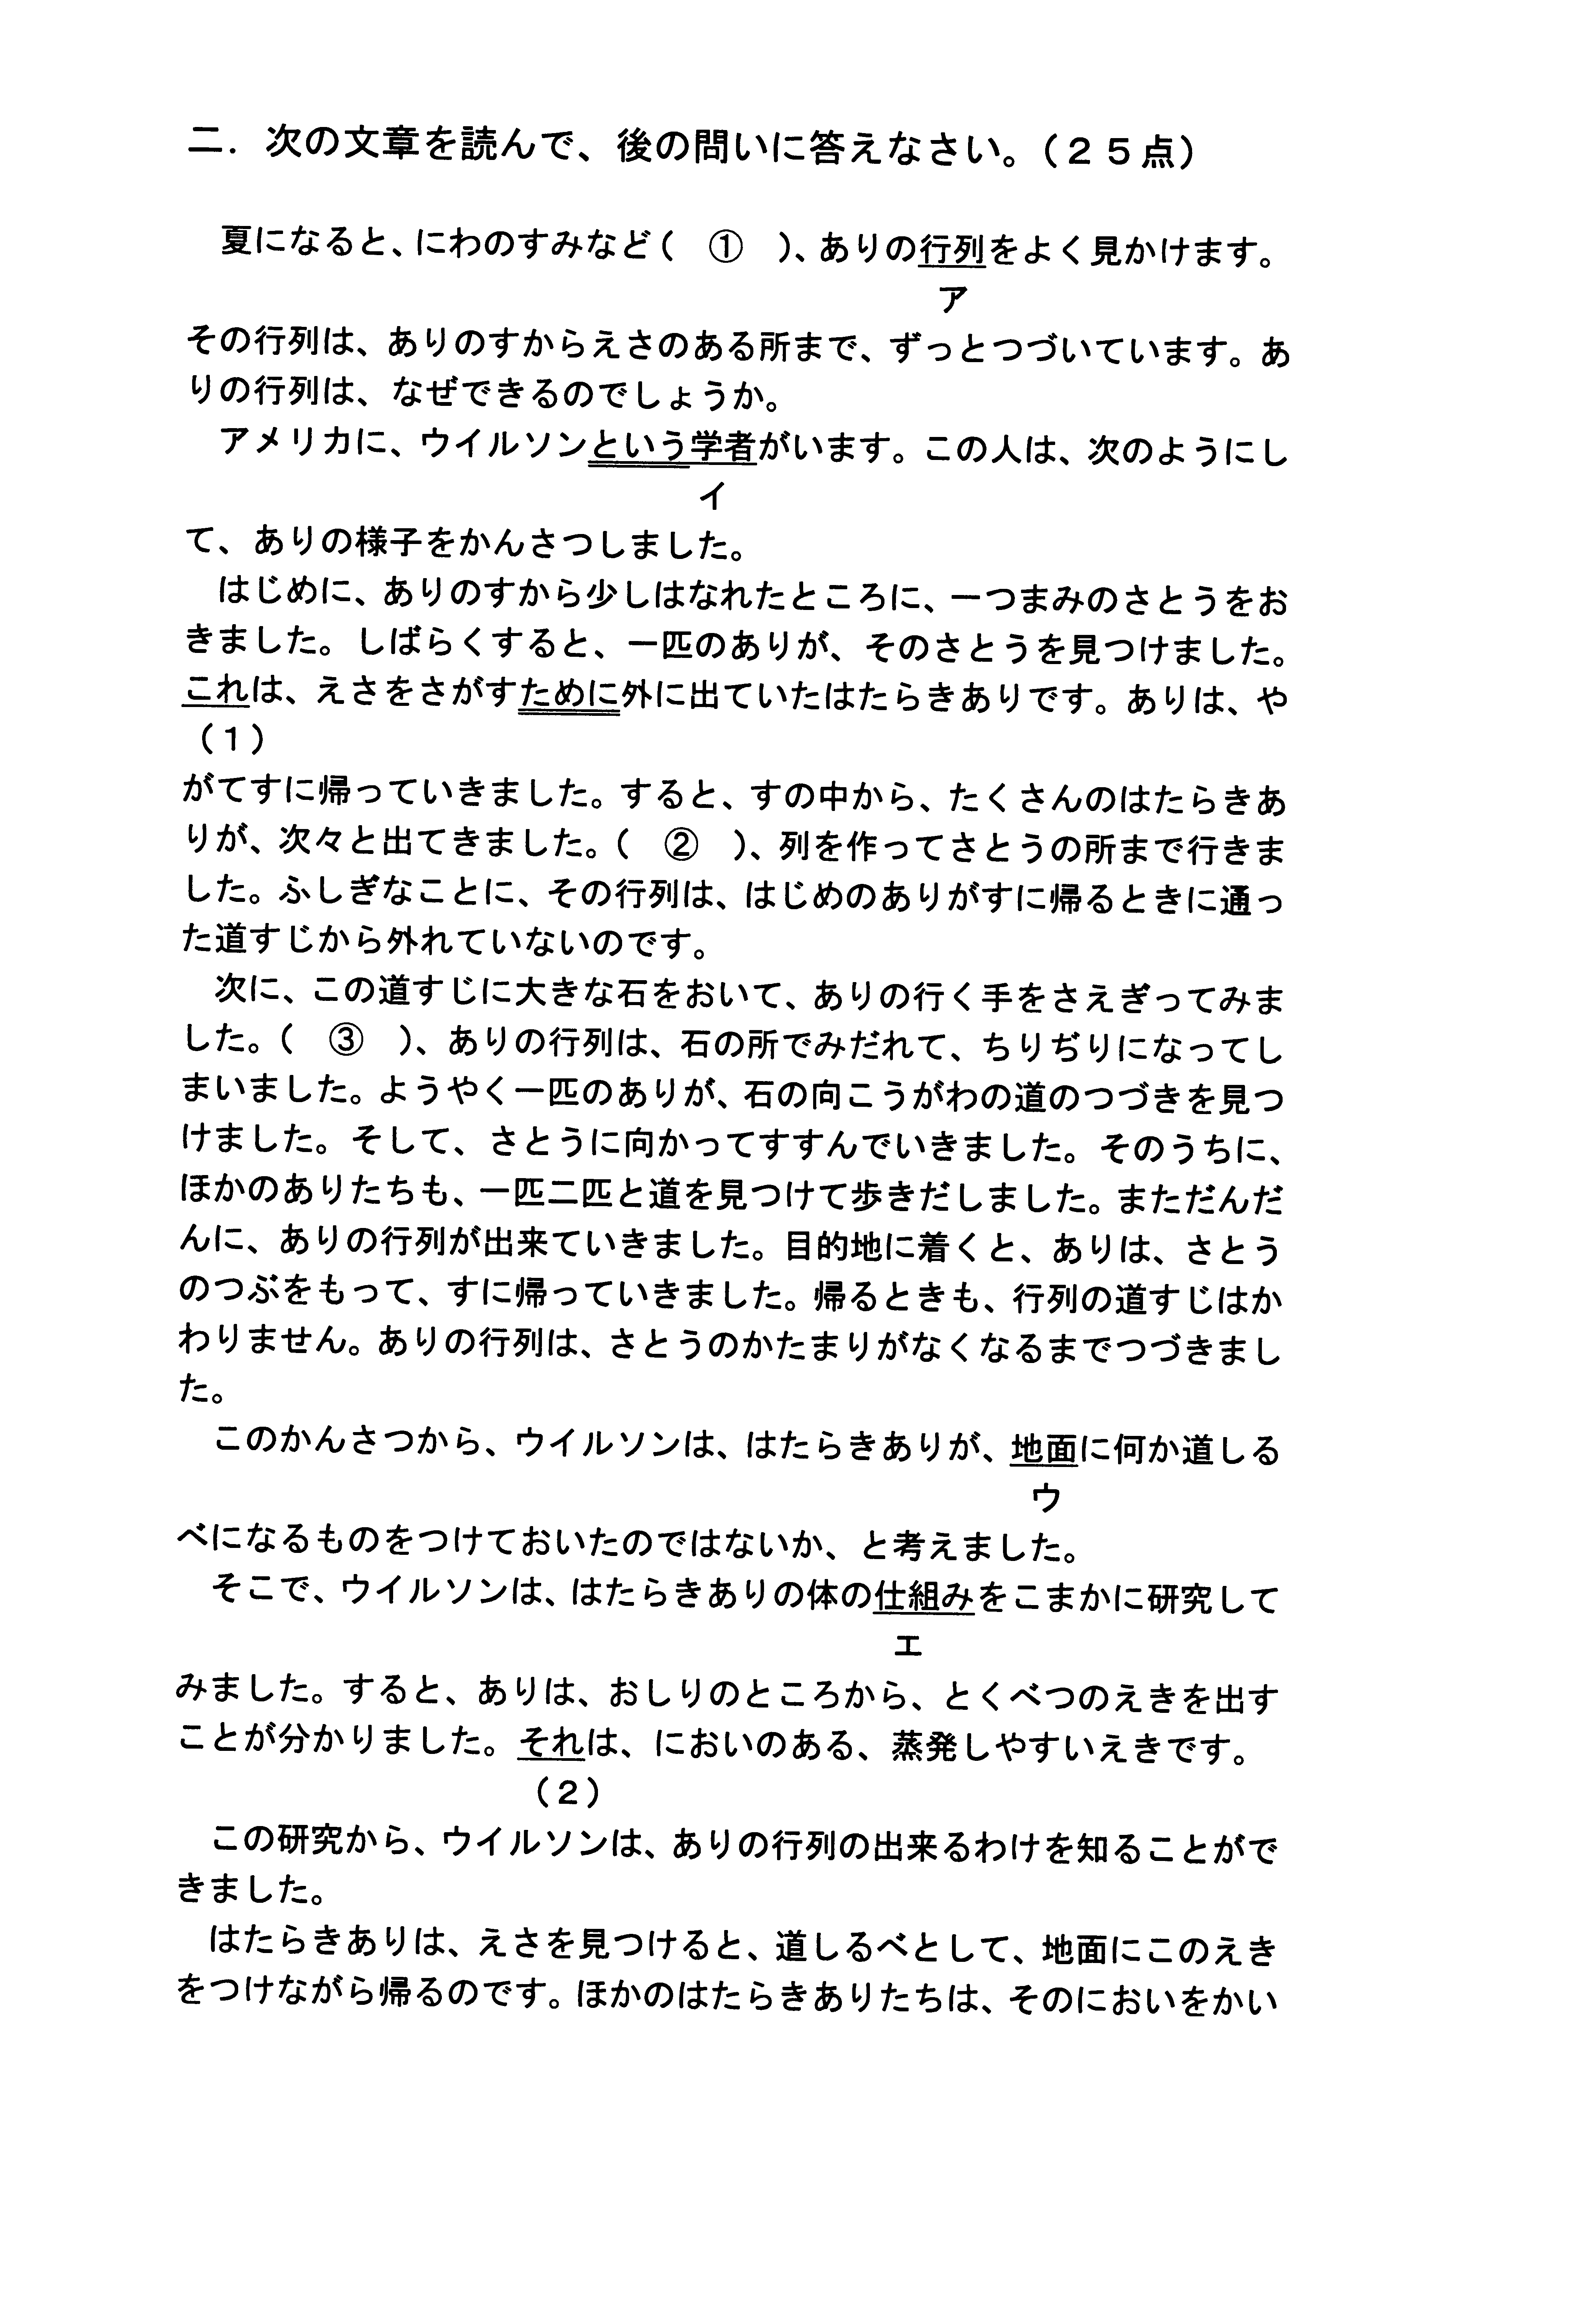 二．次の文章を読んで、後の問いに答えなさい。（２５点）
夏になると、にわのすみなど（　①　）、ありの行列をよく見かけます。
ア
その行列は、ありのすからえさのある所まで、ずっとつづいています。あ
りの行列は、なぜできるのでしょうか。
アメリカに、ウイルソンという学者がいます。この人は、次のようにし
イ
て、ありの様子をかんさつしました。
はじめに、ありのすから少しはなれたところに、一つまみのさとうをお
きました。しばらくすると、一匹のありが、そのさとうを見つけました。
これは、えさをさがすために外に出ていたはたらきありです。ありは、や
（１）
がてすに帰っていきました。すると、すの中から、たくさんのはたらきあ
りが、次々と出てきました。（　②　）、列を作ってさとうの所まで行きま
した。ふしぎなことに、その行列は、はじめのありがすに帰るときに通っ
た道すじから外れていないのです。
次に、この道すじに大きな石をおいて、ありの行く手をさえぎってみま
した。（　③　）、ありの行列は、石の所でみだれて、ちりぢりになってし
まいました。ようやく一匹のありが、石の向こうがわの道のつづきを見つ
けました。そして、さとうに向かってすすんでいきました。そのうちに、
ほかのありたちも、一匹二匹と道を見つけて歩きだしました。まただんだ
んに、ありの行列が出来ていきました。目的地に着くと、ありは、さとう
のつぶをもって、すに帰っていきました。帰るときも、行列の道すじはか
わりません。ありの行列は、さとうのかたまりがなくなるまでつづきまし
た。
このかんさつから、ウイルソンは、はたらきありが、地面に何か道しる
ウ
べになるものをつけておいたのではないか、と考えました。
そこで、ウイルソンは、はたらきありの体の仕組みをこまかに研究して
エ
みました。すると、ありは、おしりのところから、とくべつのえきを出す
ことが分かりました。それは、においのある、蒸発しやすいえきです。
（２）
この研究から、ウイルソンは、ありの行列の出来るわけを知ることがで
きました。
はたらきありは、えさを見つけると、道しるべとして、地面にこのえき
をつけながら帰るのです。ほかのはたらきありたちは、そのにおいをかい